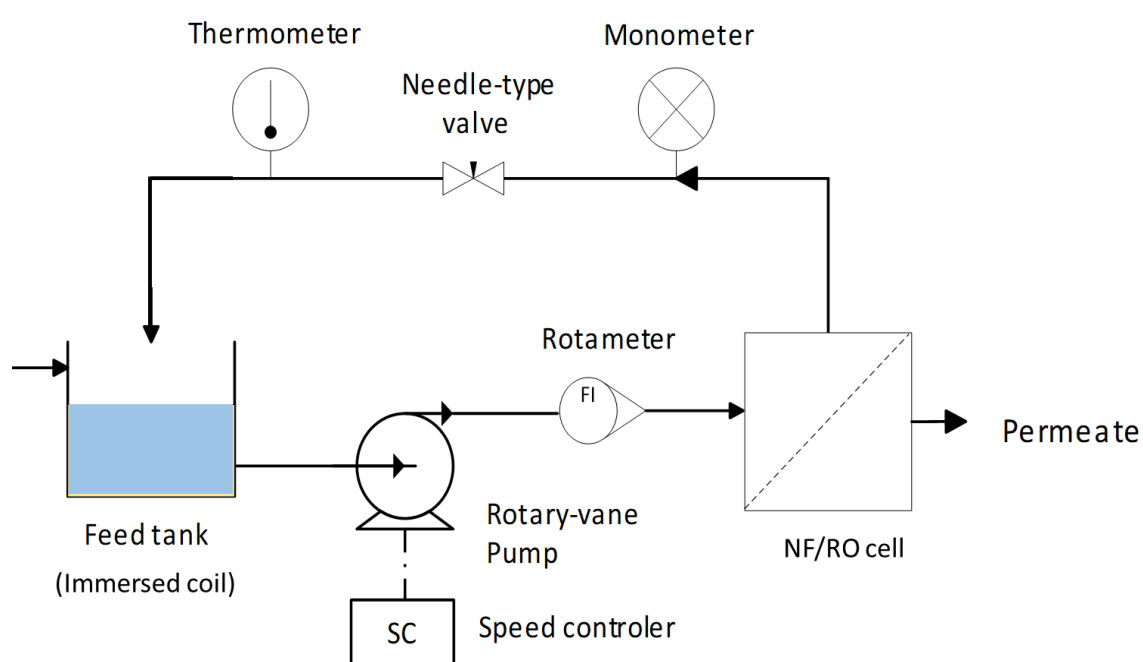 Thermometer
Monometer
Needle-type
valve
Rotameter
FI
Permeate
Feed tank
(Immersed coil)
Rotary-vane
Pump
NF/RO cell
SC
Speed controler